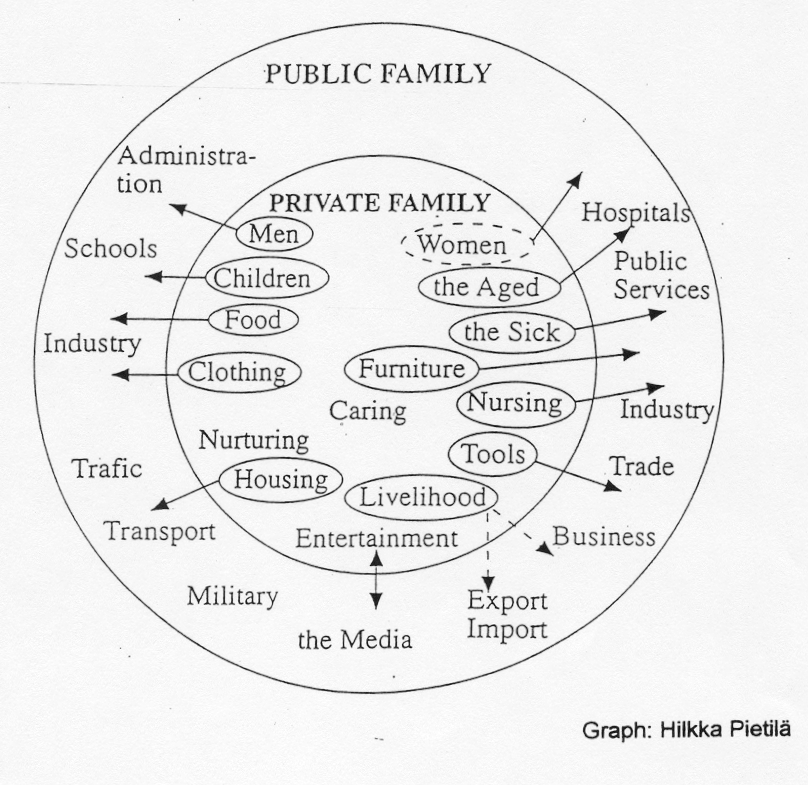 PUBLIC FAMILY
Administra-
tion
PRIVATE FAMILY
Men
Women
Hospitals
Schools
Children
the Aged
Public
Services
Food
the Sick
Industry
Clothing
Furniture
Caring
Nursing
Industry
Nurturing
Tools
Trafic
Housing
Trade
Livelihood
Transport
Entertainment
Business
Military
Export
Import
the Media
Graph: Hilkka Pietilä